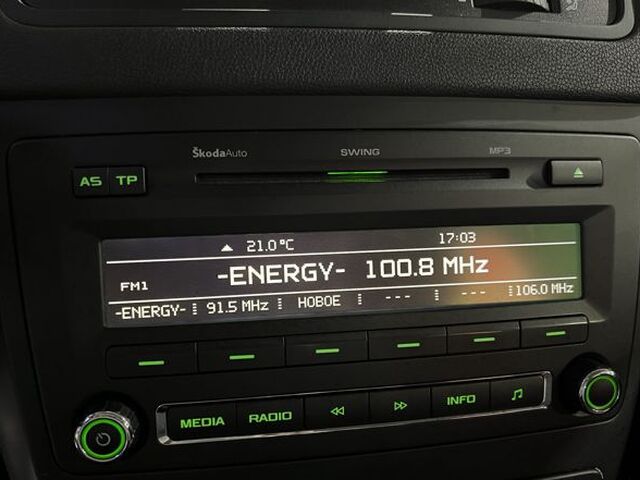 ŠkodaAuto SWING MP3
AS TP
21.0°C 17:03
FM1 -ENERGY- 100.8 MHz
-ENERGY- 91.5 MHz НОВОЕ --- --- 106.0 MHz
MEDIA RADIO INFO